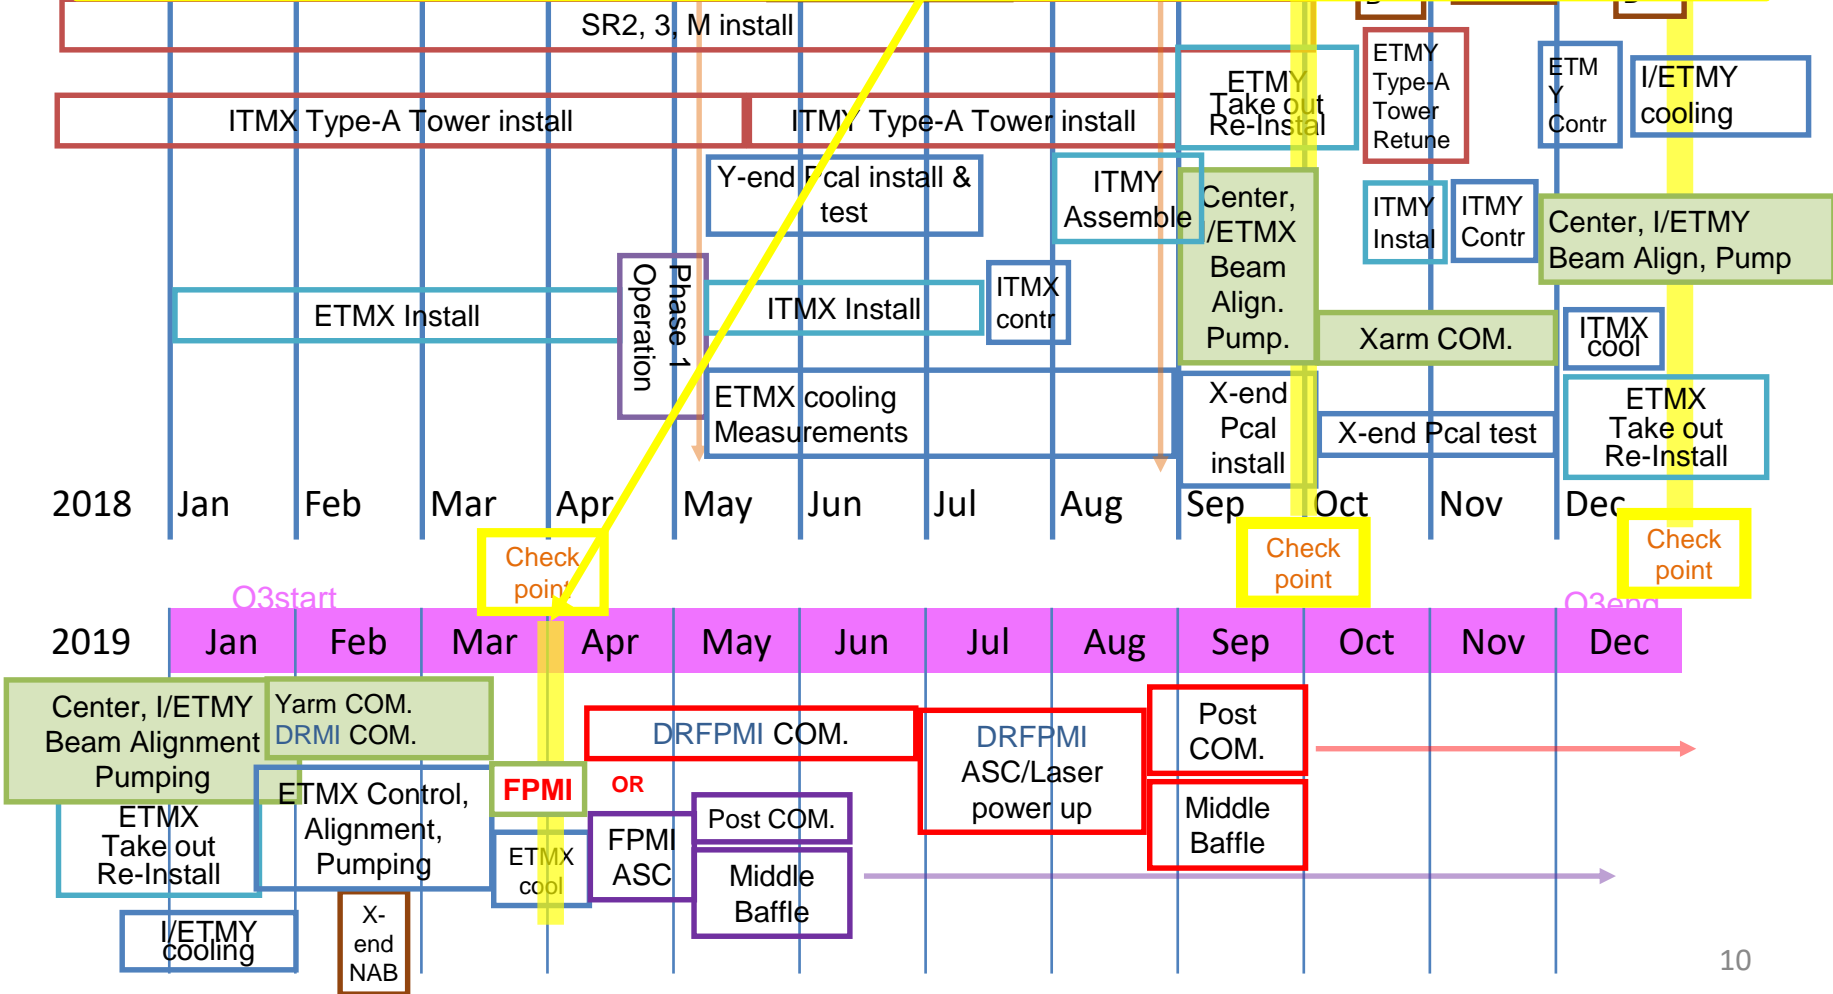 SR2, 3, M install
ITMX Type-A Tower install
ITMY Type-A Tower install
ETMY
Take out
Re-Instal
ETMY
Type-A
Tower
Retune
ETM
Y
Contr
I/ETMY
cooling
Y-end Pcal install &
test
ITMY
Assemble
Center,
I/ETMX
Beam
Align.
Pump.
ITMY
Instal
ITMY
Contr
Center, I/ETMY
Beam Align, Pump
ETMX Install
Phase 1
Operation
ITMX Install
ITMX
contr
Xarm COM.
ITMX
cool
ETMX cooling
Measurements
X-end
Pcal
install
X-end Pcal test
ETMX
Take out
Re-Install
2018 Jan Feb Mar Apr May Jun Jul Aug Sep Oct Nov Dec
Check
point
Check
point
Check
point
O3start
O3end
2019 Jan Feb Mar Apr May Jun Jul Aug Sep Oct Nov Dec
Center, I/ETMY
Beam Alignment
Pumping
Yarm COM.
DRMI COM.
ETMX
Take out
Re-Install
ETMX Control,
Alignment,
Pumping
FPMI
OR
ETMX
cool
FPMI
ASC
DRFPMI COM.
Post COM.
Middle
Baffle
DRFPMI
ASC/Laser
power up
Post
COM.
Middle
Baffle
I/ETMY
cooling
X-
end
NAB
10